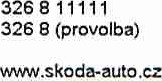 326 8 11111
326 8 (provolba)
www.skoda-auto.cz